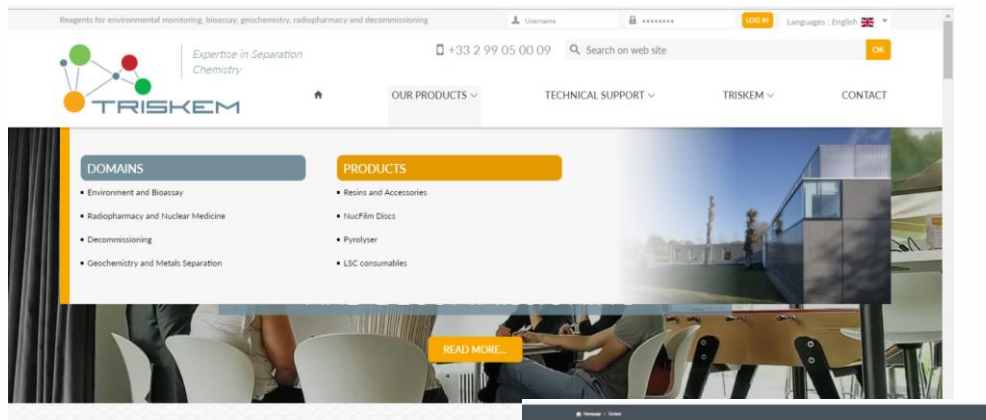 Reagents for environmental monitoring, bioassay, geochemistry, radiopharmacy and decommissioning
Username
LOG IN
Languages : English
Expertise in Separation
Chemistry
TRISKEM
+33 2 99 05 00 09
Search on web site
OK
OUR PRODUCTS
TECHNICAL SUPPORT
TRISKEM
CONTACT
DOMAINS
Environment and Bioassay
Radiopharmacy and Nuclear Medicine
Decommissioning
Geochemistry and Metals Separation
PRODUCTS
Resins and Accessories
NucFilm Discs
Pyrolyser
LSC consumables
READ MORE...
Homepage > Contact